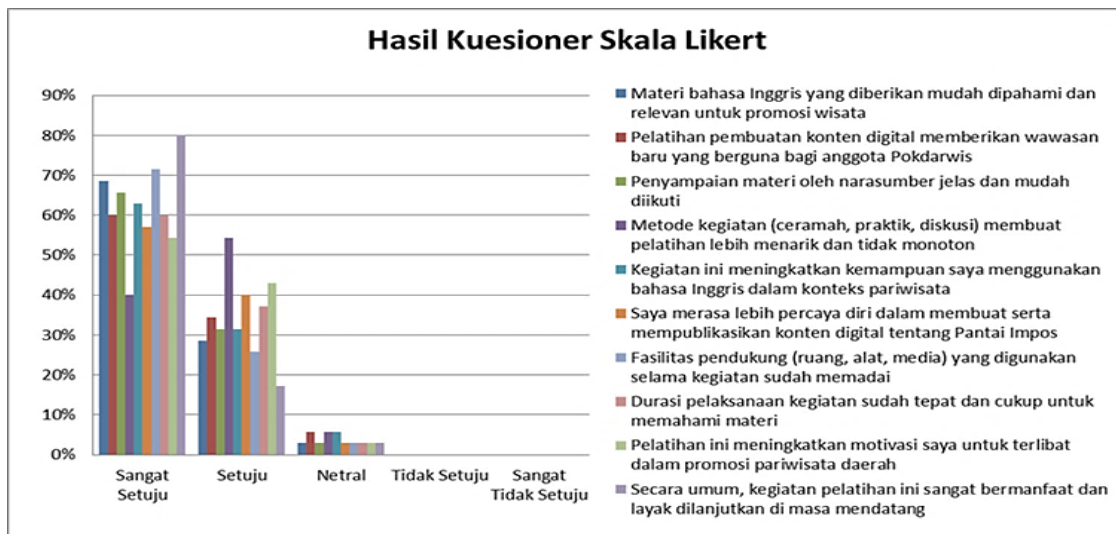 Hasil Kuesioner Skala Likert
90%
80%
70%
60%
50%
40%
30%
20%
10%
0%
Sangat
Setuju
Setuju
Netral
Tidak Setuju
Sangat
Tidak Setuju
Materi bahasa Inggris yang diberikan mudah dipahami dan
relevan untuk promosi wisata
Pelatihan pembuatan konten digital memberikan wawasan
baru yang berguna bagi anggota Pokdarwis
Penyampaian materi oleh narasumber jelas dan mudah
diikuti
Metode kegiatan (ceramah, praktik, diskusi) membuat
pelatihan lebih menarik dan tidak monoton
Kegiatan ini meningkatkan kemampuan saya menggunakan
bahasa Inggris dalam konteks pariwisata
Saya merasa lebih percaya diri dalam membuat serta
mempublikasikan konten digital tentang Pantai Impos
Fasilitas pendukung (ruang, alat, media) yang digunakan
selama kegiatan sudah memadai
Durasi pelaksanaan kegiatan sudah tepat dan cukup untuk
memahami materi
Pelatihan ini meningkatkan motivasi saya untuk terlibat
dalam promosi pariwisata daerah
Secara umum, kegiatan pelatihan ini sangat bermanfaat dan
layak dilanjutkan di masa mendatang